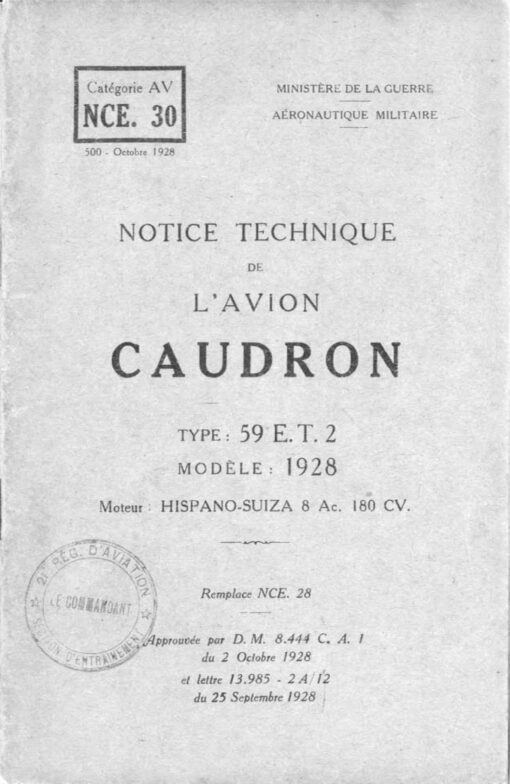 Catégorie AV
NCE. 30
500 - Octobre 1928
MINISTÈRE DE LA GUERRE
AÉRONAUTIQUE MILITAIRE
NOTICE TECHNIQUE
DE
L'AVION
CAUDRON
TYPE : 59 E.T. 2
MODÈLE : 1928
Moteur : HISPANO-SUIZA 8 Ac. 180 CV.
Remplace NCE. 28
Approuvée par D. M. 8.444 C. A. 1
du 2 Octobre 1928
et lettre 13.985 - 2 A/12
du 25 Septembre 1928
RÉG. D'AVIATION
LE COMMANDANT
SECTION D'ENTRAINEMENT